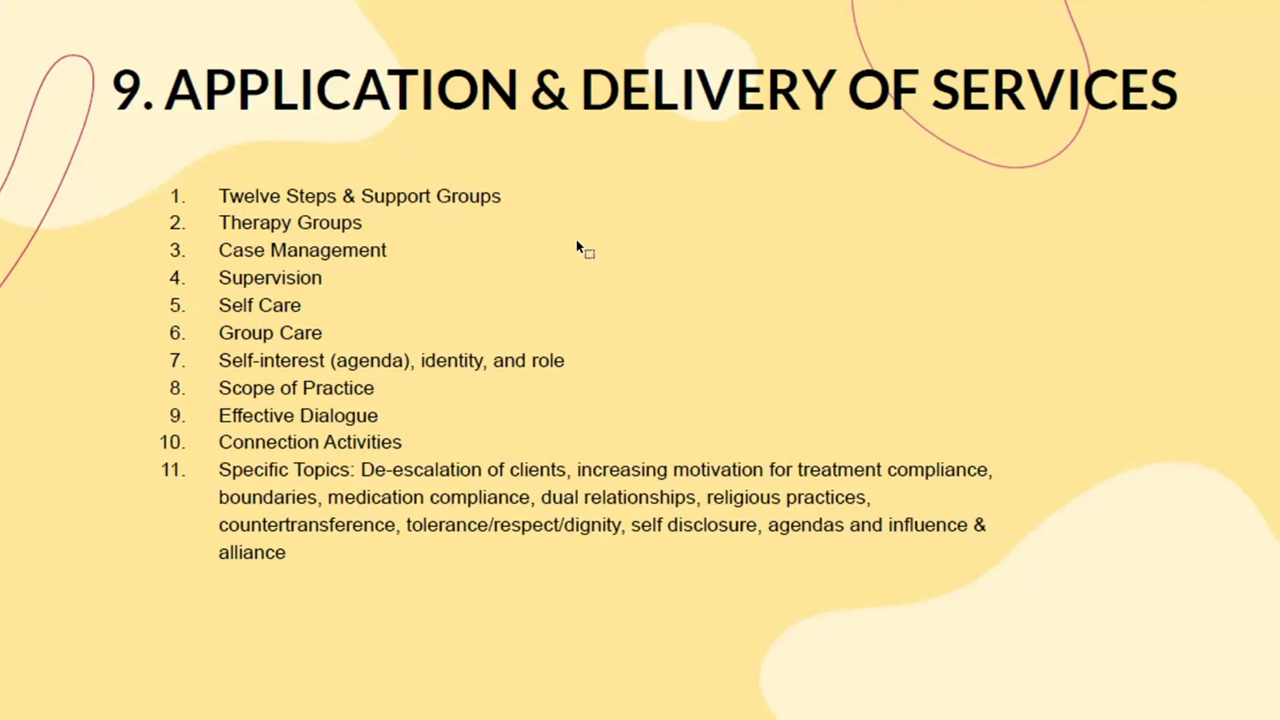 9. APPLICATION & DELIVERY OF SERVICES
1. Twelve Steps & Support Groups
2. Therapy Groups
3. Case Management
4. Supervision
5. Self Care
6. Group Care
7. Self-interest (agenda), identity, and role
8. Scope of Practice
9. Effective Dialogue
10. Connection Activities
11. Specific Topics: De-escalation of clients, increasing motivation for treatment compliance,
boundaries, medication compliance, dual relationships, religious practices,
countertransference, tolerance/respect/dignity, self disclosure, agendas and influence &
alliance